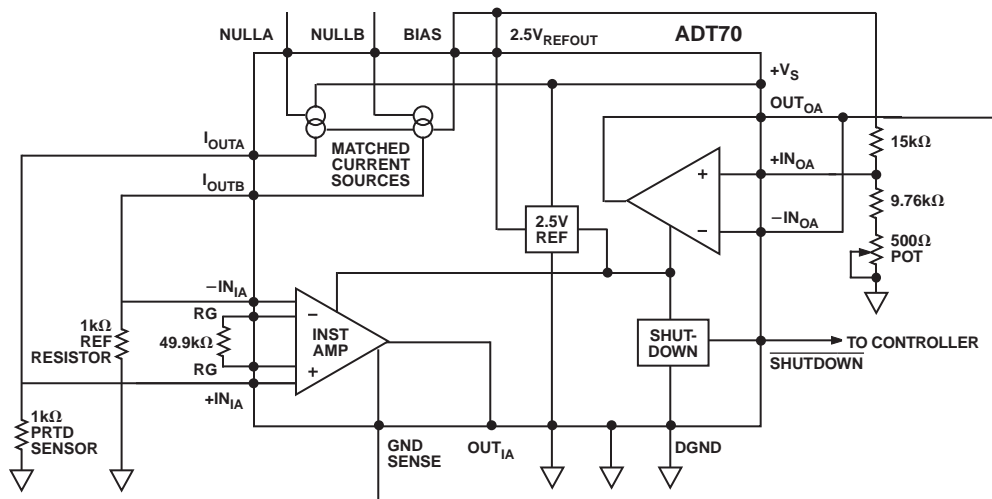 NULLA NULLB BIAS 2.5V_REFOUT ADT70
+V_S
OUT_OA
I_OUTA
MATCHED
CURRENT
SOURCES
15kΩ
+IN_OA
+
I_OUTB
9.76kΩ
2.5V
REF
−
−IN_OA
500Ω
POT
−IN_IA
RG
−
1kΩ
REF
RESISTOR
49.9kΩ
INST
AMP
SHUT-
DOWN
TO CONTROLLER
SHUTDOWN
RG
+
+IN_IA
1kΩ
PRTD
SENSOR
GND
SENSE
OUT_IA
DGND